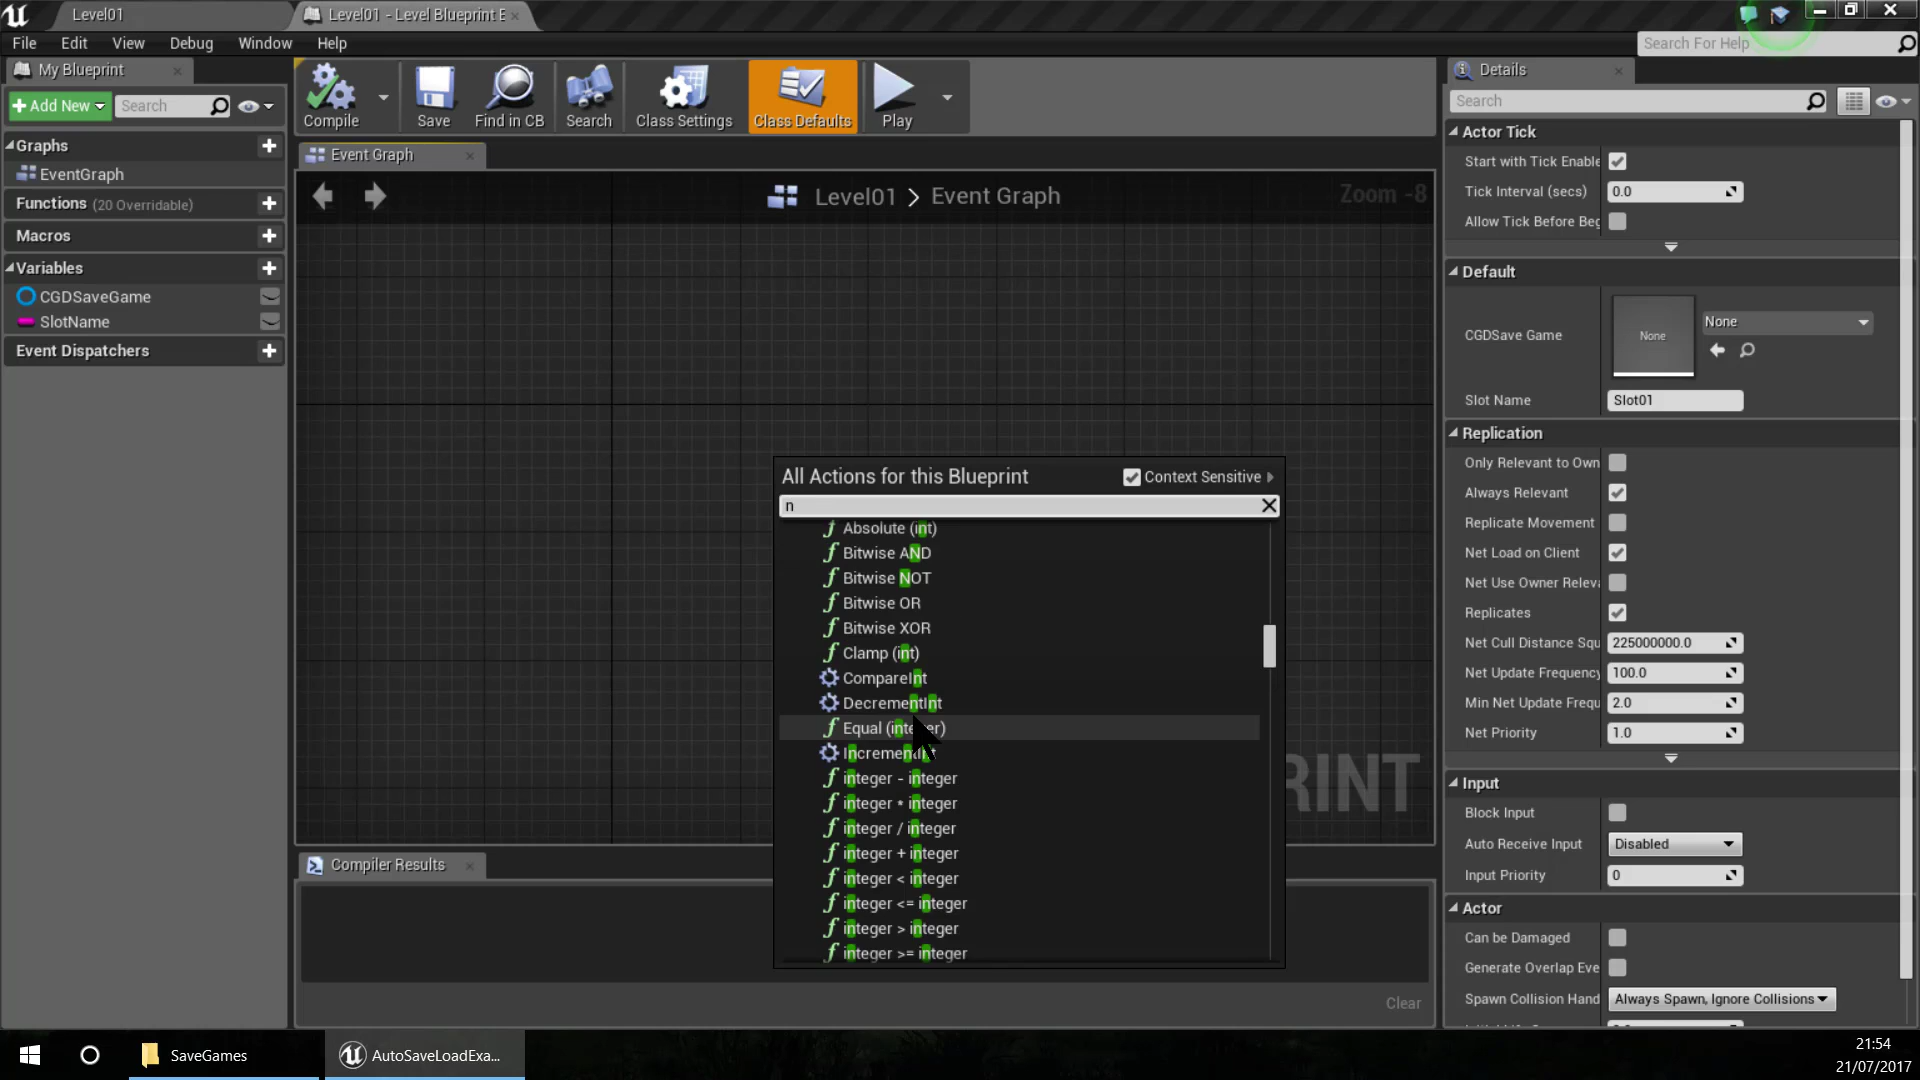 Level01
Level01 - Level Blueprint E
File Edit View Debug Window Help
Search For Help
My Blueprint
Add New
Search
Graphs
EventGraph
Functions (20 Overridable)
Macros
Variables
CGDSaveGame
SlotName
Event Dispatchers
Compile
Save
Find in CB
Search
Class Settings
Class Defaults
Play
Event Graph
Level01 > Event Graph
Zoom -8
RINT
All Actions for this Blueprint
Context Sensitive
n
Absolute (int)
Bitwise AND
Bitwise NOT
Bitwise OR
Bitwise XOR
Clamp (int)
CompareInt
DecrementInt
Equal (integer)
IncrementInt
integer - integer
integer * integer
integer / integer
integer + integer
integer < integer
integer <= integer
integer > integer
integer >= integer
Compiler Results
Clear
Details
Search
Actor Tick
Start with Tick Enable
Tick Interval (secs) 0.0
Allow Tick Before Beg
Default
CGDSave Game
None
None
Slot Name Slot01
Replication
Only Relevant to Own
Always Relevant
Replicate Movement
Net Load on Client
Net Use Owner Releva
Replicates
Net Cull Distance Squ 225000000.0
Net Update Frequency 100.0
Min Net Update Frequ 2.0
Net Priority 1.0
Input
Block Input
Auto Receive Input Disabled
Input Priority 0
Actor
Can be Damaged
Generate Overlap Eve
Spawn Collision Hand Always Spawn, Ignore Collisions
SaveGames
AutoSaveLoadExa...
21:54
21/07/2017